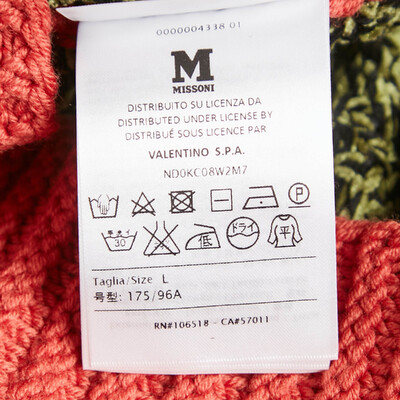 0000004338 01
M
MISSONI
DISTRIBUITO SU LICENZA DA
DISTRIBUTED UNDER LICENSE BY
DISTRIBUÉ SOUS LICENCE PAR
VALENTINO S.P.A.
ND0KC08W2M7
P
30 低 ドライ 平
Taglia/Size L
号型: 175/96A
RN#106518 - CA#57011